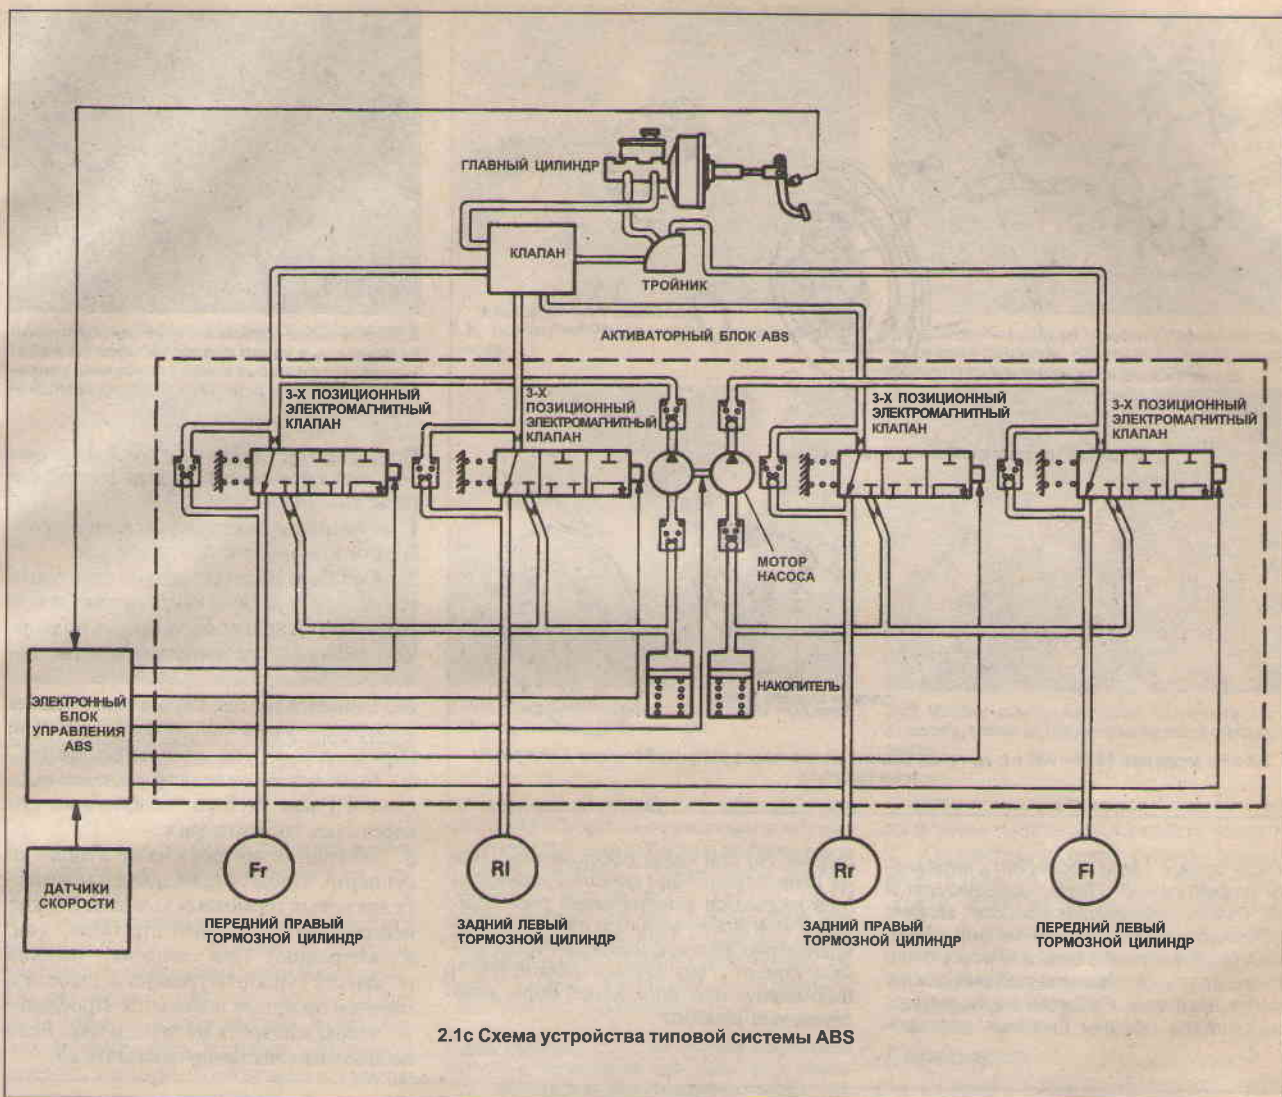 ГЛАВНЫЙ ЦИЛИНДР
КЛАПАН
ТРОЙНИК
АКТИВАТОРНЫЙ БЛОК ABS
3-Х ПОЗИЦИОННЫЙ
ЭЛЕКТРОМАГНИТНЫЙ
КЛАПАН
3-Х
ПОЗИЦИОННЫЙ
ЭЛЕКТРОМАГНИТНЫЙ
КЛАПАН
3-Х ПОЗИЦИОННЫЙ
ЭЛЕКТРОМАГНИТНЫЙ
КЛАПАН
3-Х ПОЗИЦИОННЫЙ
ЭЛЕКТРОМАГНИТНЫЙ
КЛАПАН
МОТОР
НАСОСА
НАКОПИТЕЛЬ
ЭЛЕКТРОННЫЙ
БЛОК
УПРАВЛЕНИЯ
ABS
ДАТЧИКИ
СКОРОСТИ
Fr
Rl
Rr
Fl
ПЕРЕДНИЙ ПРАВЫЙ
ТОРМОЗНОЙ ЦИЛИНДР
ЗАДНИЙ ЛЕВЫЙ
ТОРМОЗНОЙ ЦИЛИНДР
ЗАДНИЙ ПРАВЫЙ
ТОРМОЗНОЙ ЦИЛИНДР
ПЕРЕДНИЙ ЛЕВЫЙ
ТОРМОЗНОЙ ЦИЛИНДР
2.1с Схема устройства типовой системы ABS